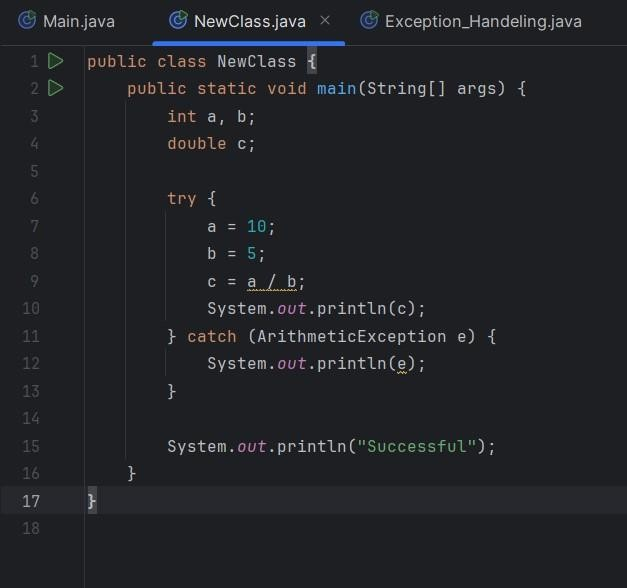 Main.java NewClass.java × Exception_Handeling.java
1 public class NewClass {
2 public static void main(String[] args) {
3 int a, b;
4 double c;
5
6 try {
7 a = 10;
8 b = 5;
9 c = a / b;
10 System.out.println(c);
11 } catch (ArithmeticException e) {
12 System.out.println(e);
13 }
14
15 System.out.println("Successful");
16 }
17 }
18